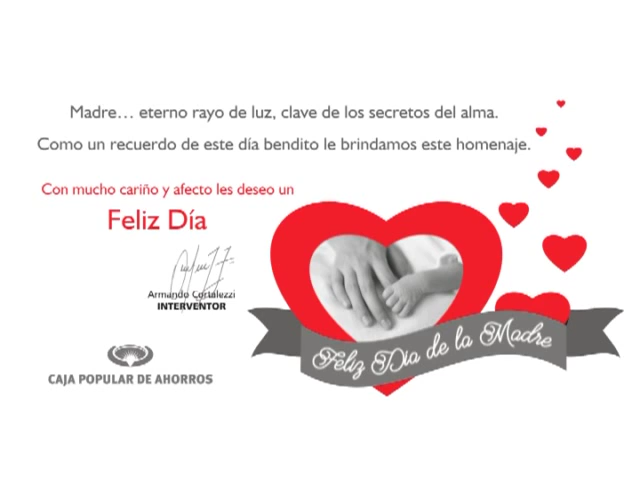 Madre... eterno rayo de luz, clave de los secretos del alma.
Como un recuerdo de este día bendito le brindamos este homenaje.
Con mucho cariño y afecto les deseo un
Feliz Día
Armando Cortalezzi
INTERVENTOR
CAJA POPULAR DE AHORROS
Feliz Día de la Madre